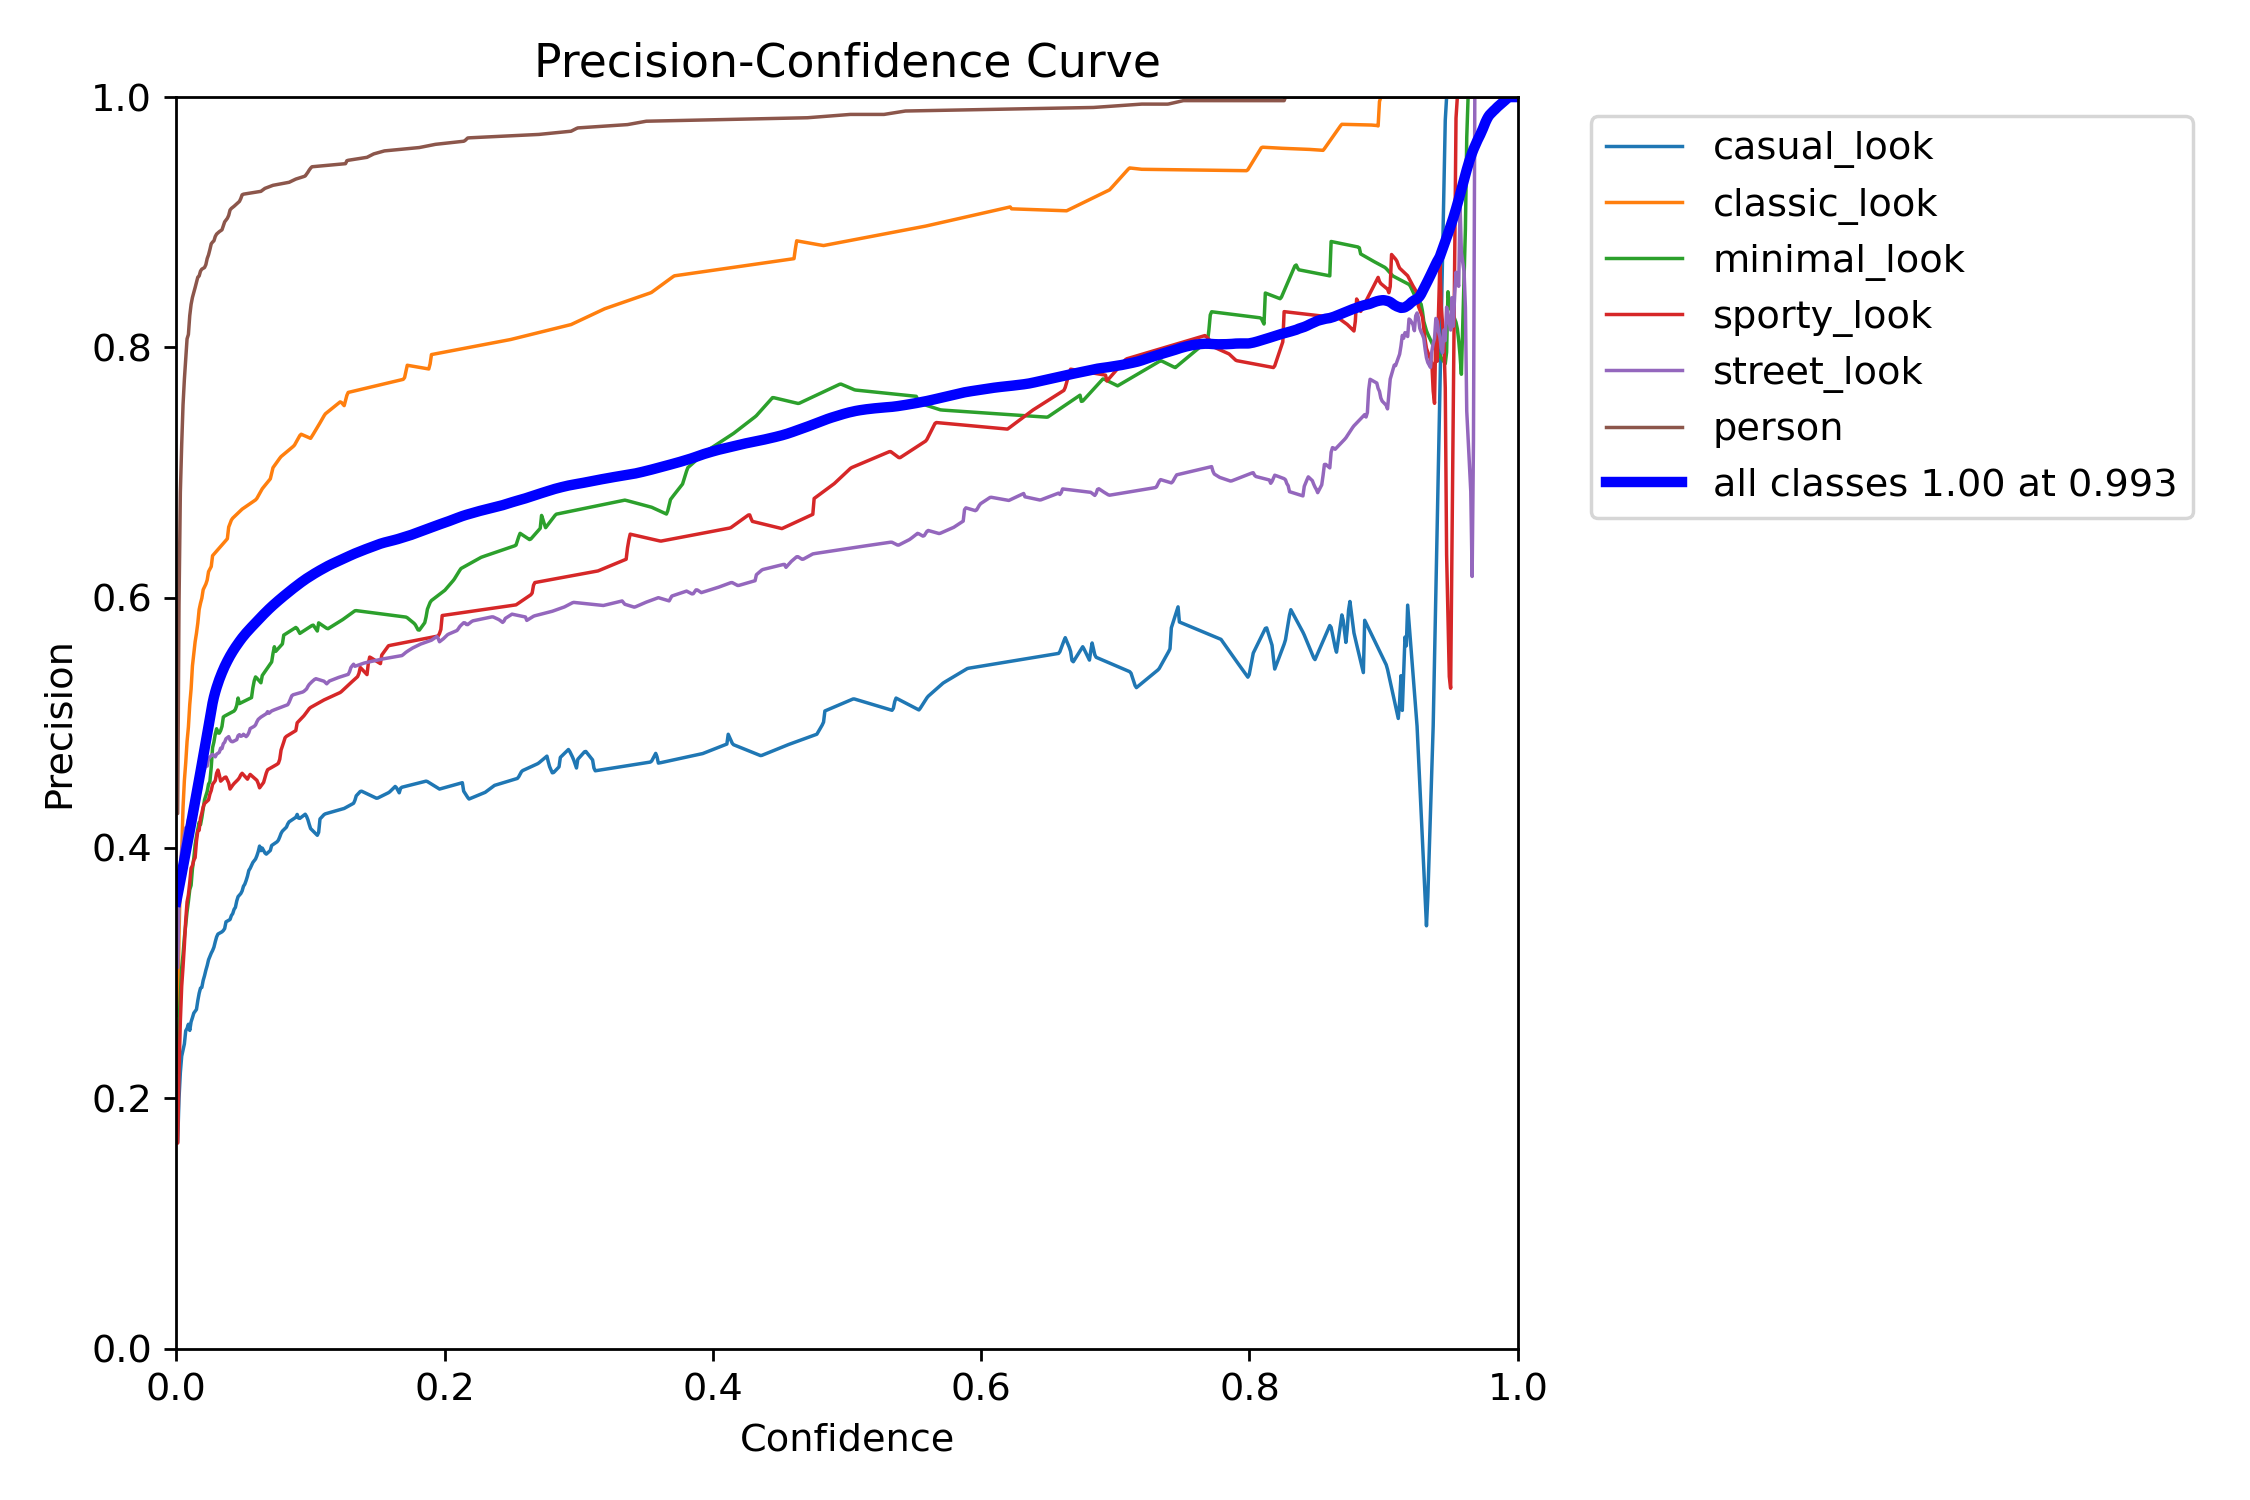 Precision-Confidence Curve
1.0
0.8
0.6
0.4
0.2
0.0
Precision
0.0 0.2 0.4 0.6 0.8 1.0
Confidence
casual_look
classic_look
minimal_look
sporty_look
street_look
person
all classes 1.00 at 0.993